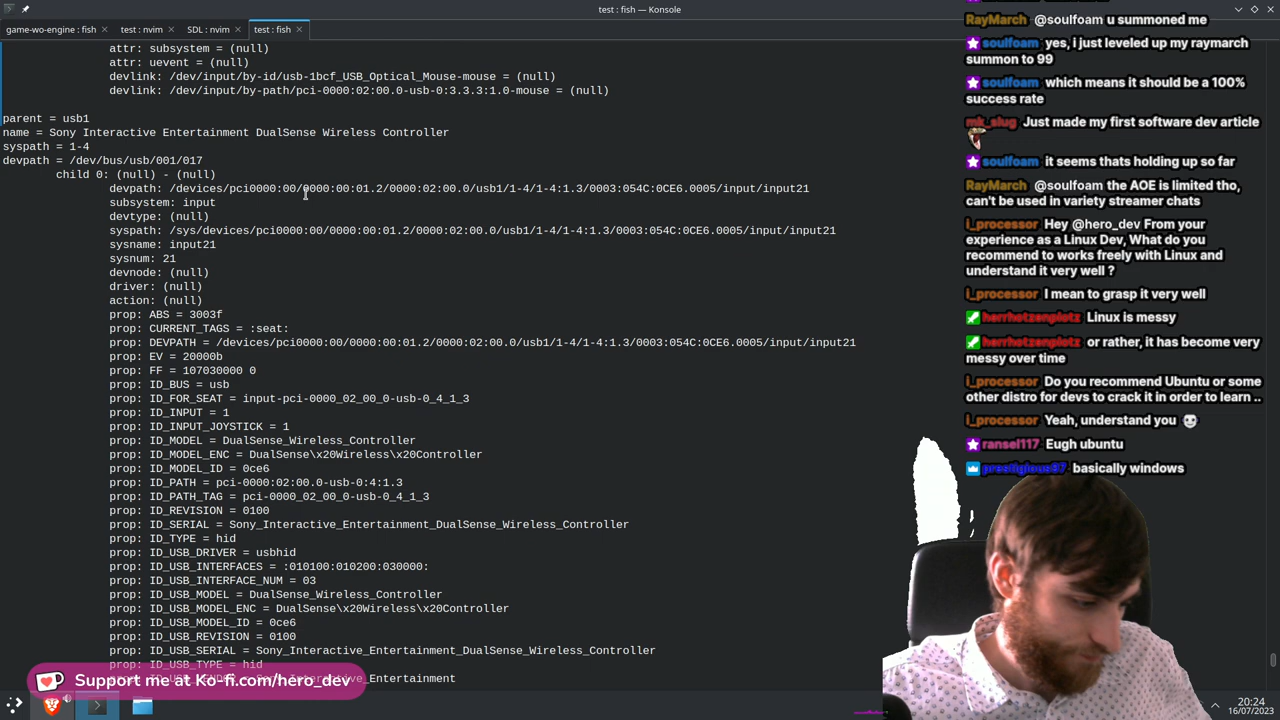 test : fish — Konsole
game-wo-engine : fish
test : nvim
SDL : nvim
test : fish
attr: subsystem = (null)
attr: uevent = (null)
devlink: /dev/input/by-id/usb-1bcf_USB_Optical_Mouse-mouse = (null)
devlink: /dev/input/by-path/pci-0000:02:00.0-usb-0:3.3.3:1.0-mouse = (null)
parent = usb1
name = Sony Interactive Entertainment DualSense Wireless Controller
syspath = 1-4
devpath = /dev/bus/usb/001/017
child 0: (null) - (null)
devpath: /devices/pci0000:00/0000:00:01.2/0000:02:00.0/usb1/1-4/1-4:1.3/0003:054C:0CE6.0005/input/input21
subsystem: input
devtype: (null)
syspath: /sys/devices/pci0000:00/0000:00:01.2/0000:02:00.0/usb1/1-4/1-4:1.3/0003:054C:0CE6.0005/input/input21
sysname: input21
sysnum: 21
devnode: (null)
driver: (null)
action: (null)
prop: ABS = 3003f
prop: CURRENT_TAGS = :seat:
prop: DEVPATH = /devices/pci0000:00/0000:00:01.2/0000:02:00.0/usb1/1-4/1-4:1.3/0003:054C:0CE6.0005/input/input21
prop: EV = 20000b
prop: FF = 107030000 0
prop: ID_BUS = usb
prop: ID_FOR_SEAT = input-pci-0000_02_00_0-usb-0_4_1_3
prop: ID_INPUT = 1
prop: ID_INPUT_JOYSTICK = 1
prop: ID_MODEL = DualSense_Wireless_Controller
prop: ID_MODEL_ENC = DualSense\x20Wireless\x20Controller
prop: ID_MODEL_ID = 0ce6
prop: ID_PATH = pci-0000:02:00.0-usb-0:4:1.3
prop: ID_PATH_TAG = pci-0000_02_00_0-usb-0_4_1_3
prop: ID_REVISION = 0100
prop: ID_SERIAL = Sony_Interactive_Entertainment_DualSense_Wireless_Controller
prop: ID_TYPE = hid
prop: ID_USB_DRIVER = usbhid
prop: ID_USB_INTERFACES = :010100:010200:030000:
prop: ID_USB_INTERFACE_NUM = 03
prop: ID_USB_MODEL = DualSense_Wireless_Controller
prop: ID_USB_MODEL_ENC = DualSense\x20Wireless\x20Controller
prop: ID_USB_MODEL_ID = 0ce6
prop: ID_USB_REVISION = 0100
prop: ID_USB_SERIAL = Sony_Interactive_Entertainment_DualSense_Wireless_Controller
prop: ID_USB_TYPE = hid
Support me at Ko-fi.com/hero_dev
RayMarch @soulfoam u summoned me
soulfoam yes, i just leveled up my raymarch
summon to 99
soulfoam which means it should be a 100%
success rate
mk_slug Just made my first software dev article
soulfoam it seems thats holding up so far
RayMarch @soulfoam the AOE is limited tho,
can't be used in variety streamer chats
i_processor Hey @hero_dev From your
experience as a Linux Dev, What do you
recommend to works freely with Linux and
understand it very well ?
i_processor I mean to grasp it very well
herrhotzenplotz Linux is messy
herrhotzenplotz or rather, it has become very
messy over time
i_processor Do you recommend Ubuntu or some
other distro for devs to crack it in order to learn ..
i_processor Yeah, understand you
ransel117 Eugh ubuntu
prestigious97 basically windows
20:24
16/07/2023